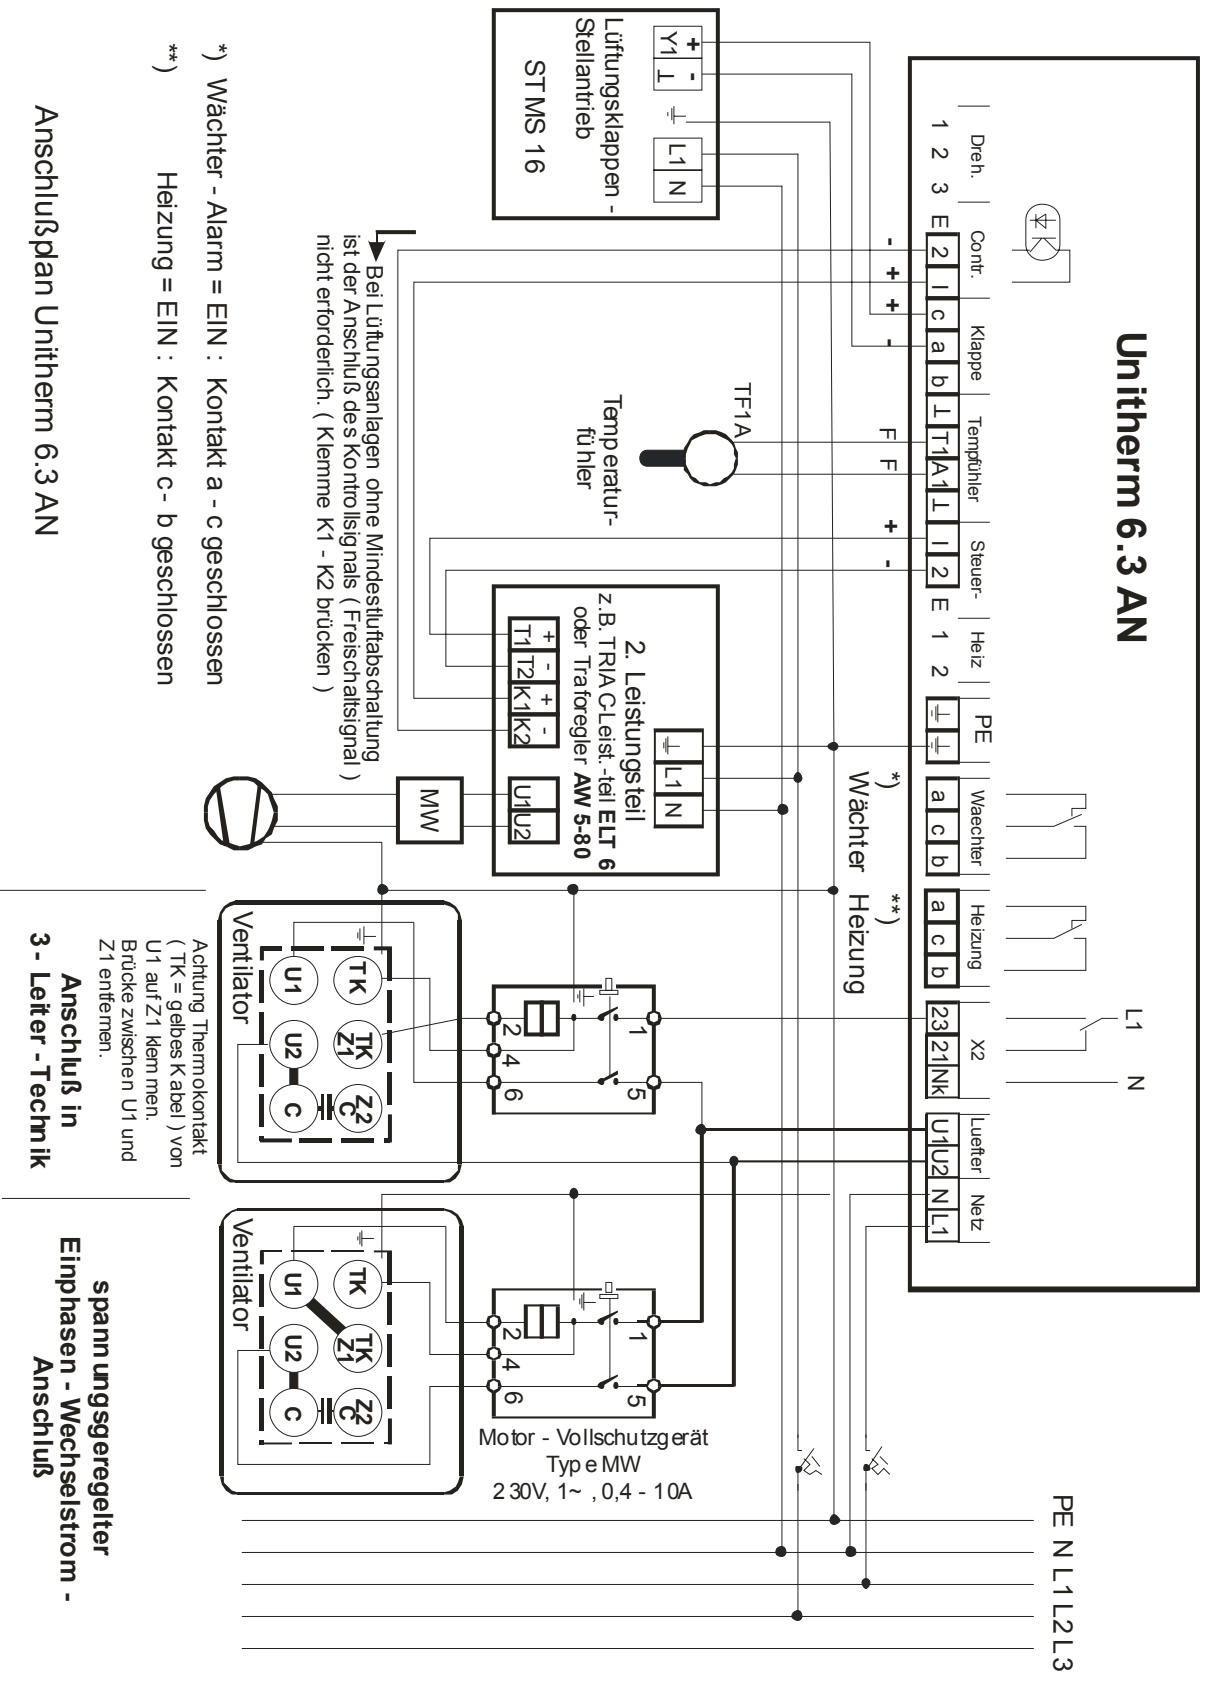 Unitherm 6.3 AN
Dreh. Contr. Klappe Tempfühler Steuer- Heiz PE Waechter Heizung X2 Luefter Netz
1 2 3 E 2 I c a b ⊥ T1 A1 ⊥ I 2 E 1 2 a c b a c b 23 21 Nk U1 U2 N L1
L1 N
- + + - F F + -
*) Wächter
**) Heizung
+ -
Y1 ⊥ L1 N
Lüftungsklappen -
Stellantrieb
ST MS 16
TF1A
Temperatur-
fühler
L1 N
2. Leistungsteil
z.B. TRIAC-Leist.-teil ELT 6
oder Traforegler AW 5-80
+ - + -
T1 T2 K1 K2 U1 U2
MW
Bei Lüftungsanlagen ohne Mindestluftabschaltung
ist der Anschluß des Kontrollsignals ( Freischaltsignal )
nicht erforderlich. ( Klemme K1 - K2 brücken )
1 5
2 4 6
TK TK Z1 Z2 C
U1 U2 C
Ventilator
1 5
2 4 6
Motor - Vollschutzgerät
Type MW
230V, 1~ , 0,4 - 10A
TK TK Z1 Z2 C
U1 U2 C
Ventilator
PE N L1 L2 L3
Achtung Thermokontakt
( TK = gelbes Kabel ) von
U1 auf Z1 klemmen.
Brücke zwischen U1 und
Z1 entfernen.
Anschluß in
3 - Leiter - Technik
spannungsgeregelter
Einphasen - Wechselstrom -
Anschluß
*) Wächter - Alarm = EIN : Kontakt a - c geschlossen
**) Heizung = EIN : Kontakt c - b geschlossen
Anschlußplan Unitherm 6.3 AN